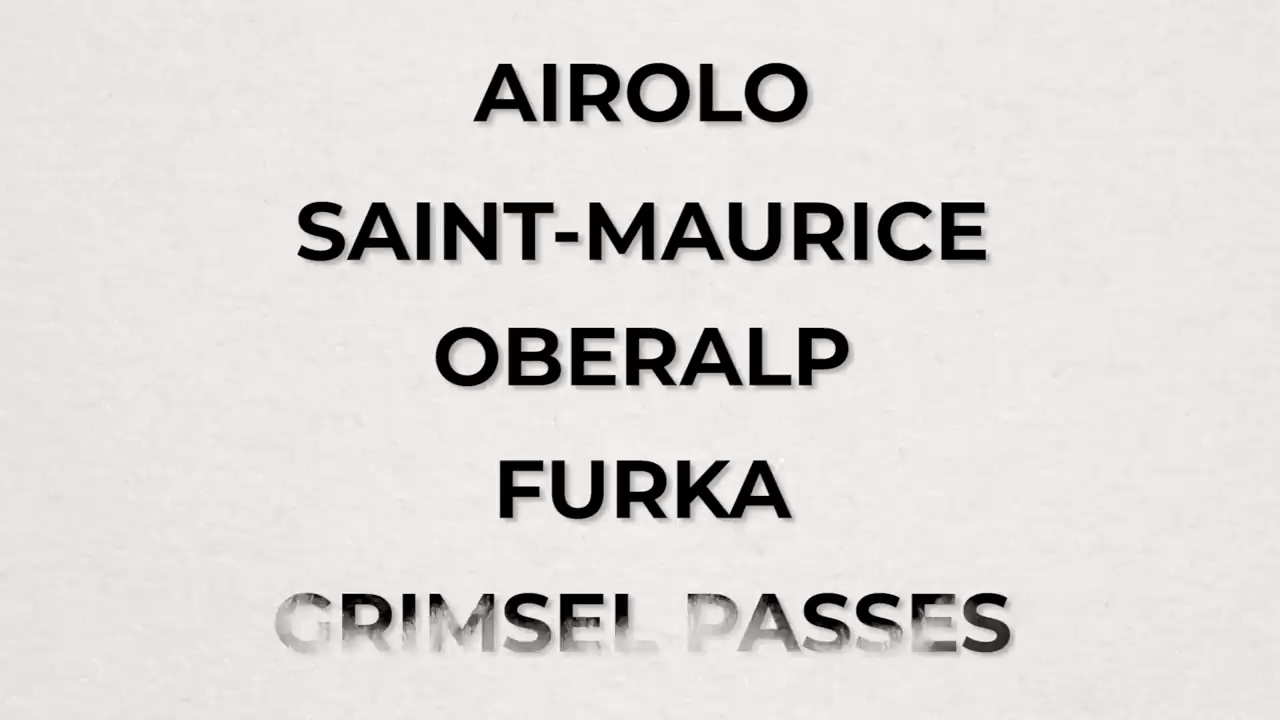 AIROLO
SAINT-MAURICE
OBERALP
FURKA
GRIMSEL PASSES